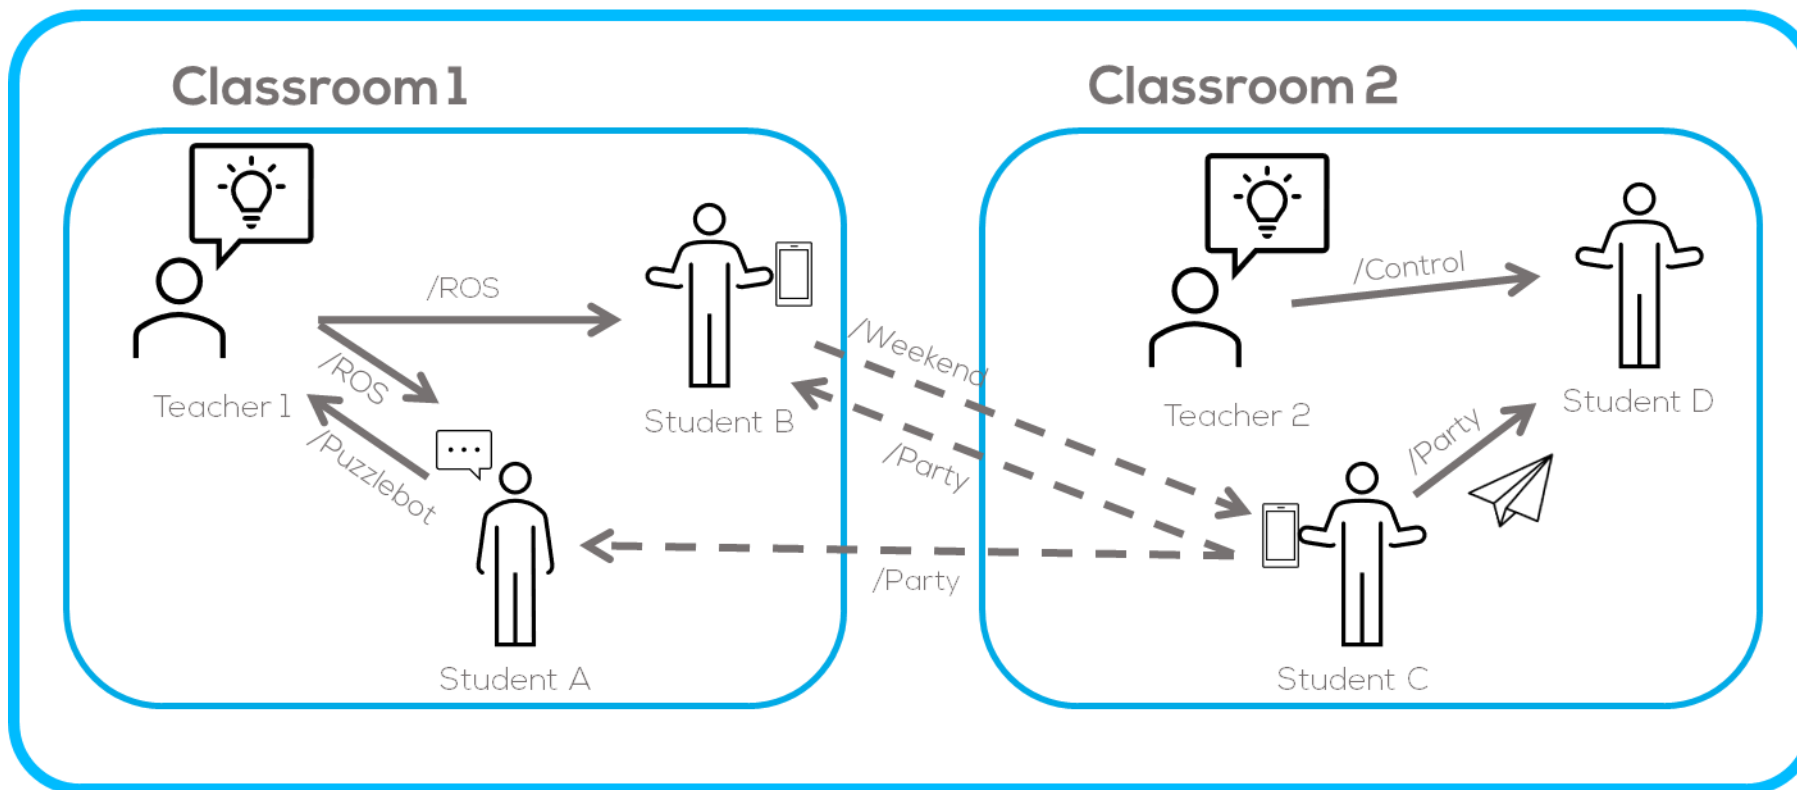 Classroom 1
Classroom 2
/ROS
/ROS
Teacher 1
/Puzzlebot
Student B
Student A
/Weekend
/Party
/Party
/Control
Teacher 2
Student D
/Party
Student C